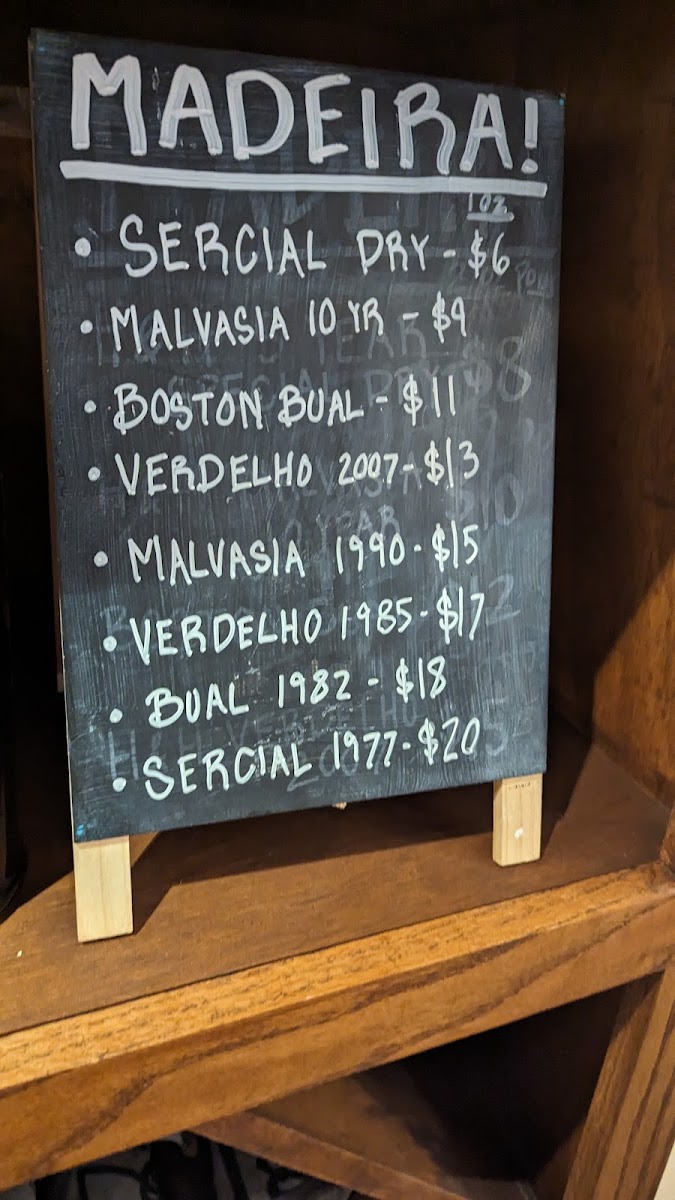 MADEIRA!
1oz
• SERCIAL DRY - $6
• MALVASIA 10 YR - $9
• BOSTON BUAL - $11
• VERDELHO 2007 - $13
• MALVASIA 1990 - $15
• VERDELHO 1985 - $17
• BUAL 1982 - $18
• SERCIAL 1977 - $20